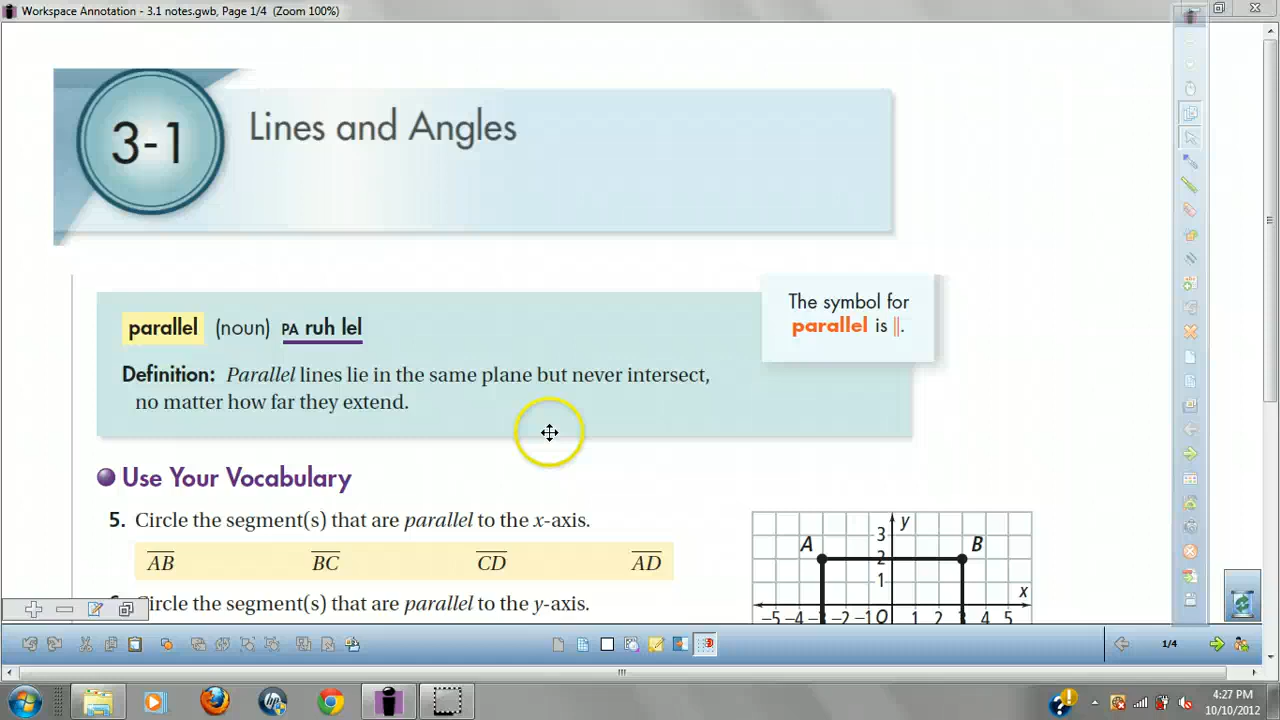 Workspace Annotation - 3.1 notes.gwb, Page 1/4 (Zoom 100%)
3-1
Lines and Angles
The symbol for
parallel is ||.
parallel (noun) PA ruh lel
Definition: Parallel lines lie in the same plane but never intersect,
no matter how far they extend.
Use Your Vocabulary
5. Circle the segment(s) that are parallel to the x-axis.
AB BC CD AD
Circle the segment(s) that are parallel to the y-axis.
A B y x
3
2
1
-5 -4 -2 -1 O 1 2 3 4 5
1/4
hp
4:27 PM
10/10/2012